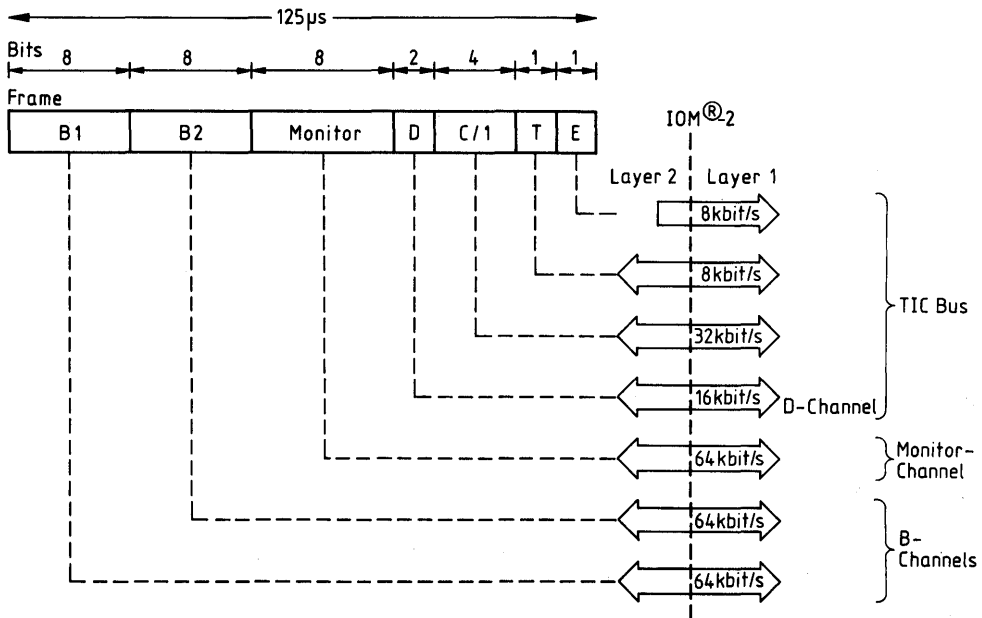 125µs
Bits
8 8 8 2 4 1 1
Frame
B1 B2 Monitor D C/1 T E
IOM®-2
Layer 2 Layer 1
8kbit/s
8kbit/s
TIC Bus
32kbit/s
16kbit/s D-Channel
64kbit/s
Monitor-
Channel
64kbit/s
B-
Channels
64kbit/s